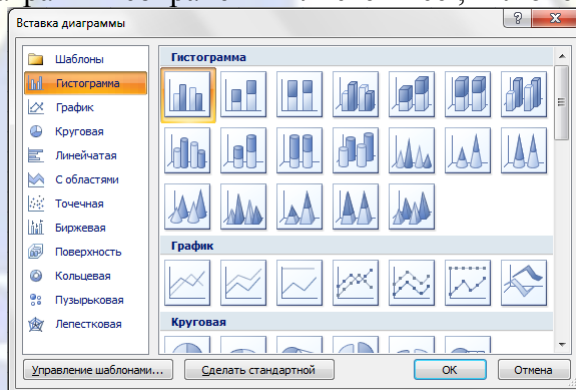 Вставка диаграммы
Шаблоны
Гистограмма
График
Круговая
Линейчатая
С областями
Точечная
Биржевая
Поверхность
Кольцевая
Пузырьковая
Лепестковая
Гистограмма
График
Круговая
Управление шаблонами...
Сделать стандартной
ОК
Отмена